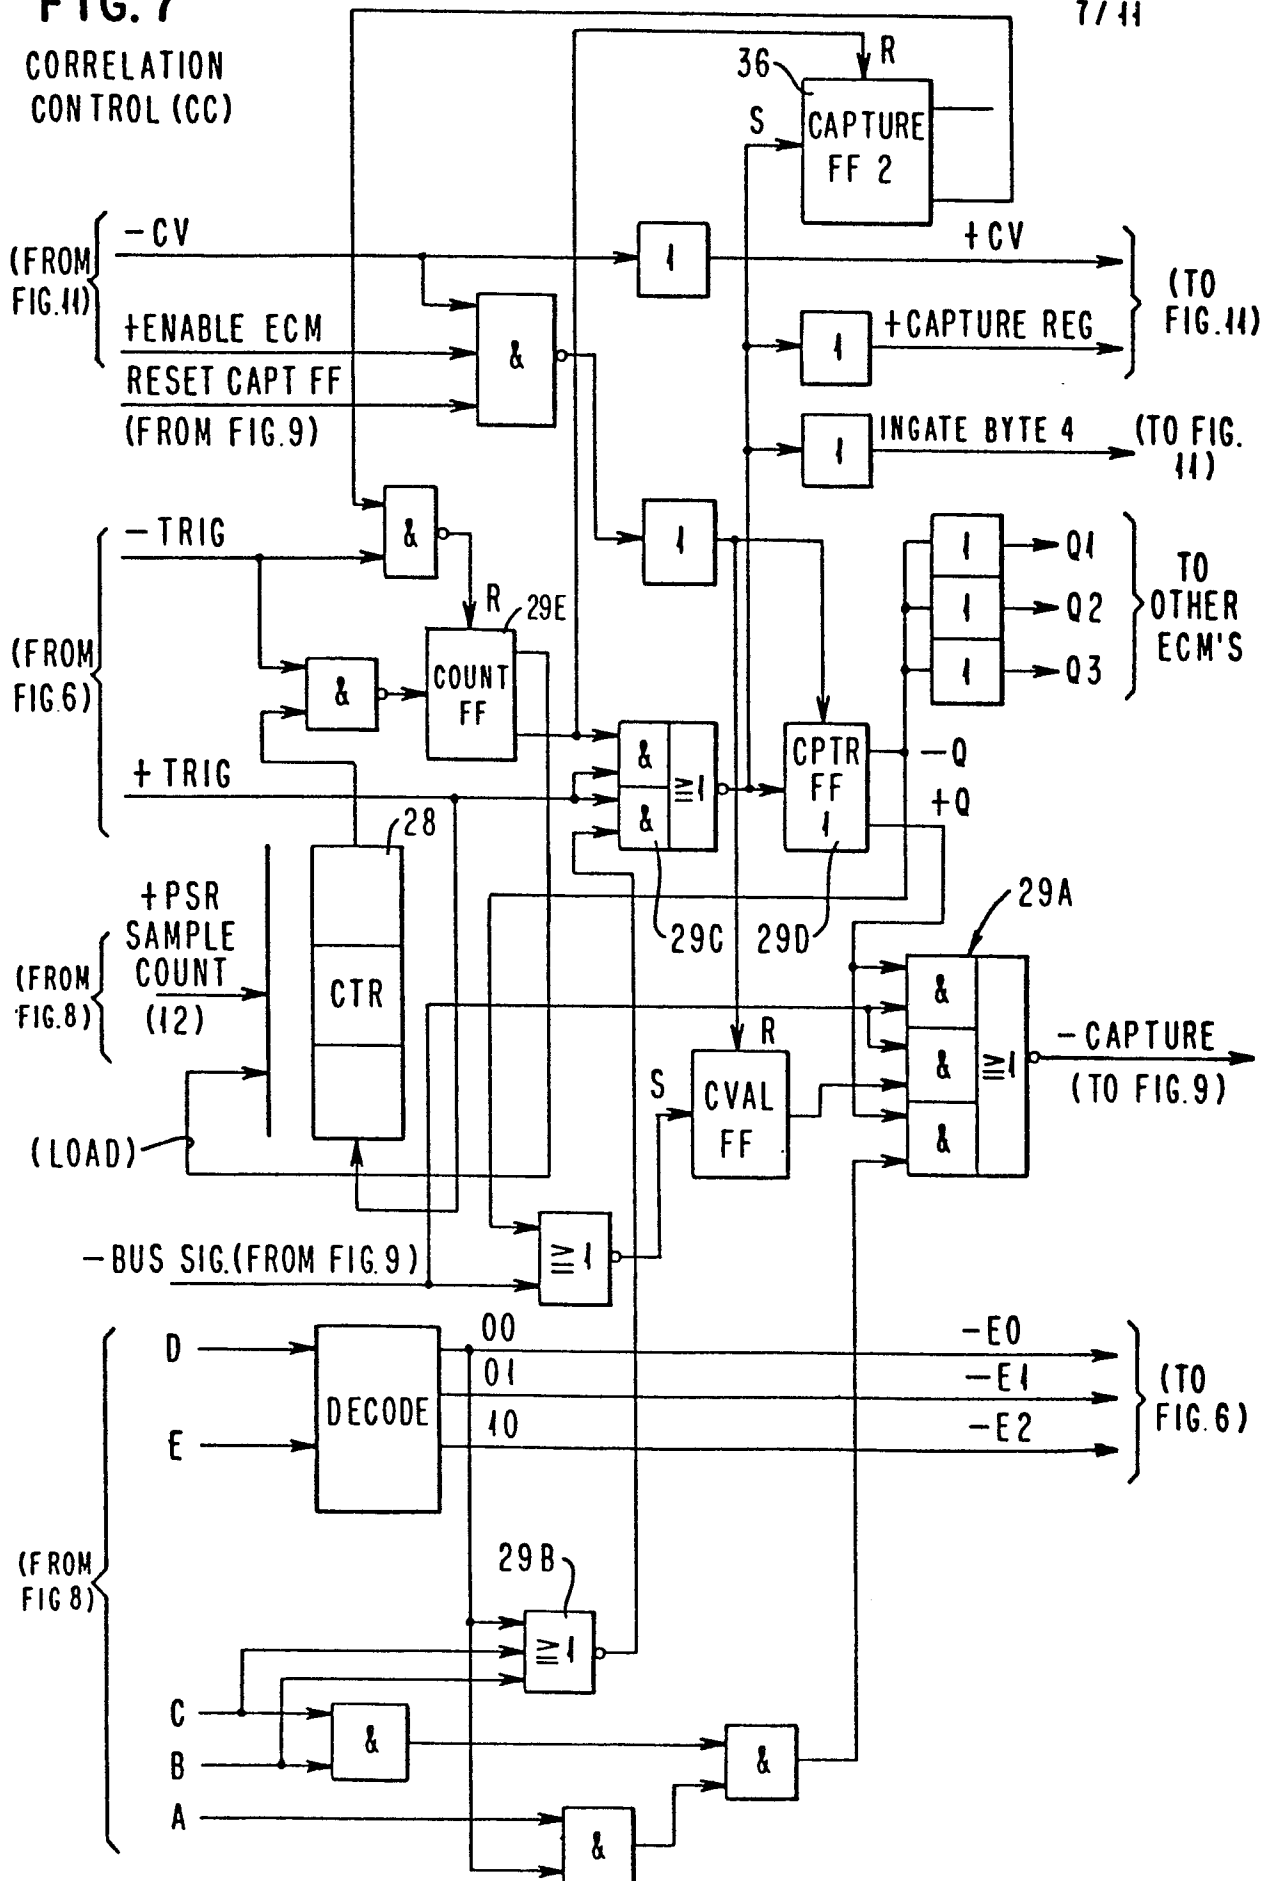 FIG. 7
7/11
CORRELATION
CONTROL (CC)
36
R
S
CAPTURE
FF 2
-CV
+CV
(FROM
FIG. 11)
1
(TO
FIG. 11)
+ENABLE ECM
&
+CAPTURE REG
1
RESET CAPT FF
(FROM FIG. 9)
INGATE BYTE 4
1
(TO FIG.
11)
-TRIG
&
1
1
Q1
1
Q2
1
Q3
TO
OTHER
ECM'S
R
29E
(FROM
FIG. 6)
&
COUNT
FF
+TRIG
&
&
≥1
CPTR
FF
1
-Q
+Q
28
29C
29D
29A
+PSR
SAMPLE
COUNT
(12)
(FROM
FIG. 8)
CTR
&
&
&
≥1
-CAPTURE
(TO FIG. 9)
R
S
CVAL
FF
(LOAD)
-BUS SIG. (FROM FIG. 9)
≥1
D
E
DECODE
00
01
10
-E0
-E1
-E2
(TO
FIG. 6)
(FROM
FIG 8)
29B
≥1
C
B
A
&
&
&